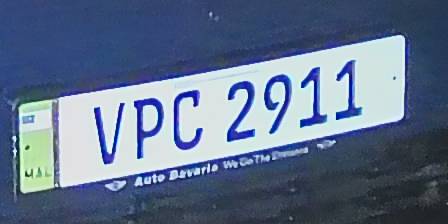 MAL
VPC 2911
Auto Bavaria We Go The Distance